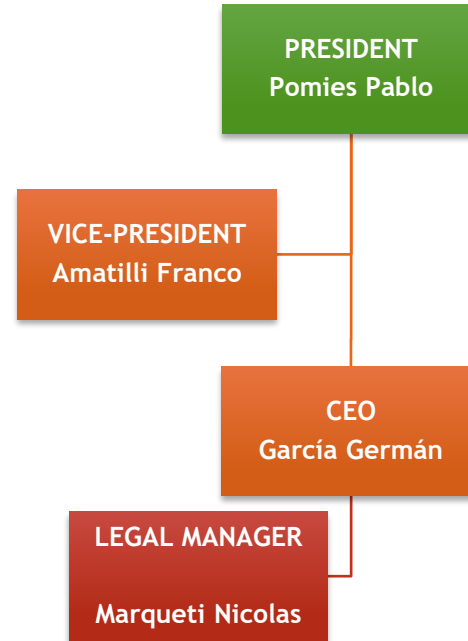 PRESIDENT
Pomies Pablo
VICE-PRESIDENT
Amatilli Franco
CEO
García Germán
LEGAL MANAGER
Marqueti Nicolas